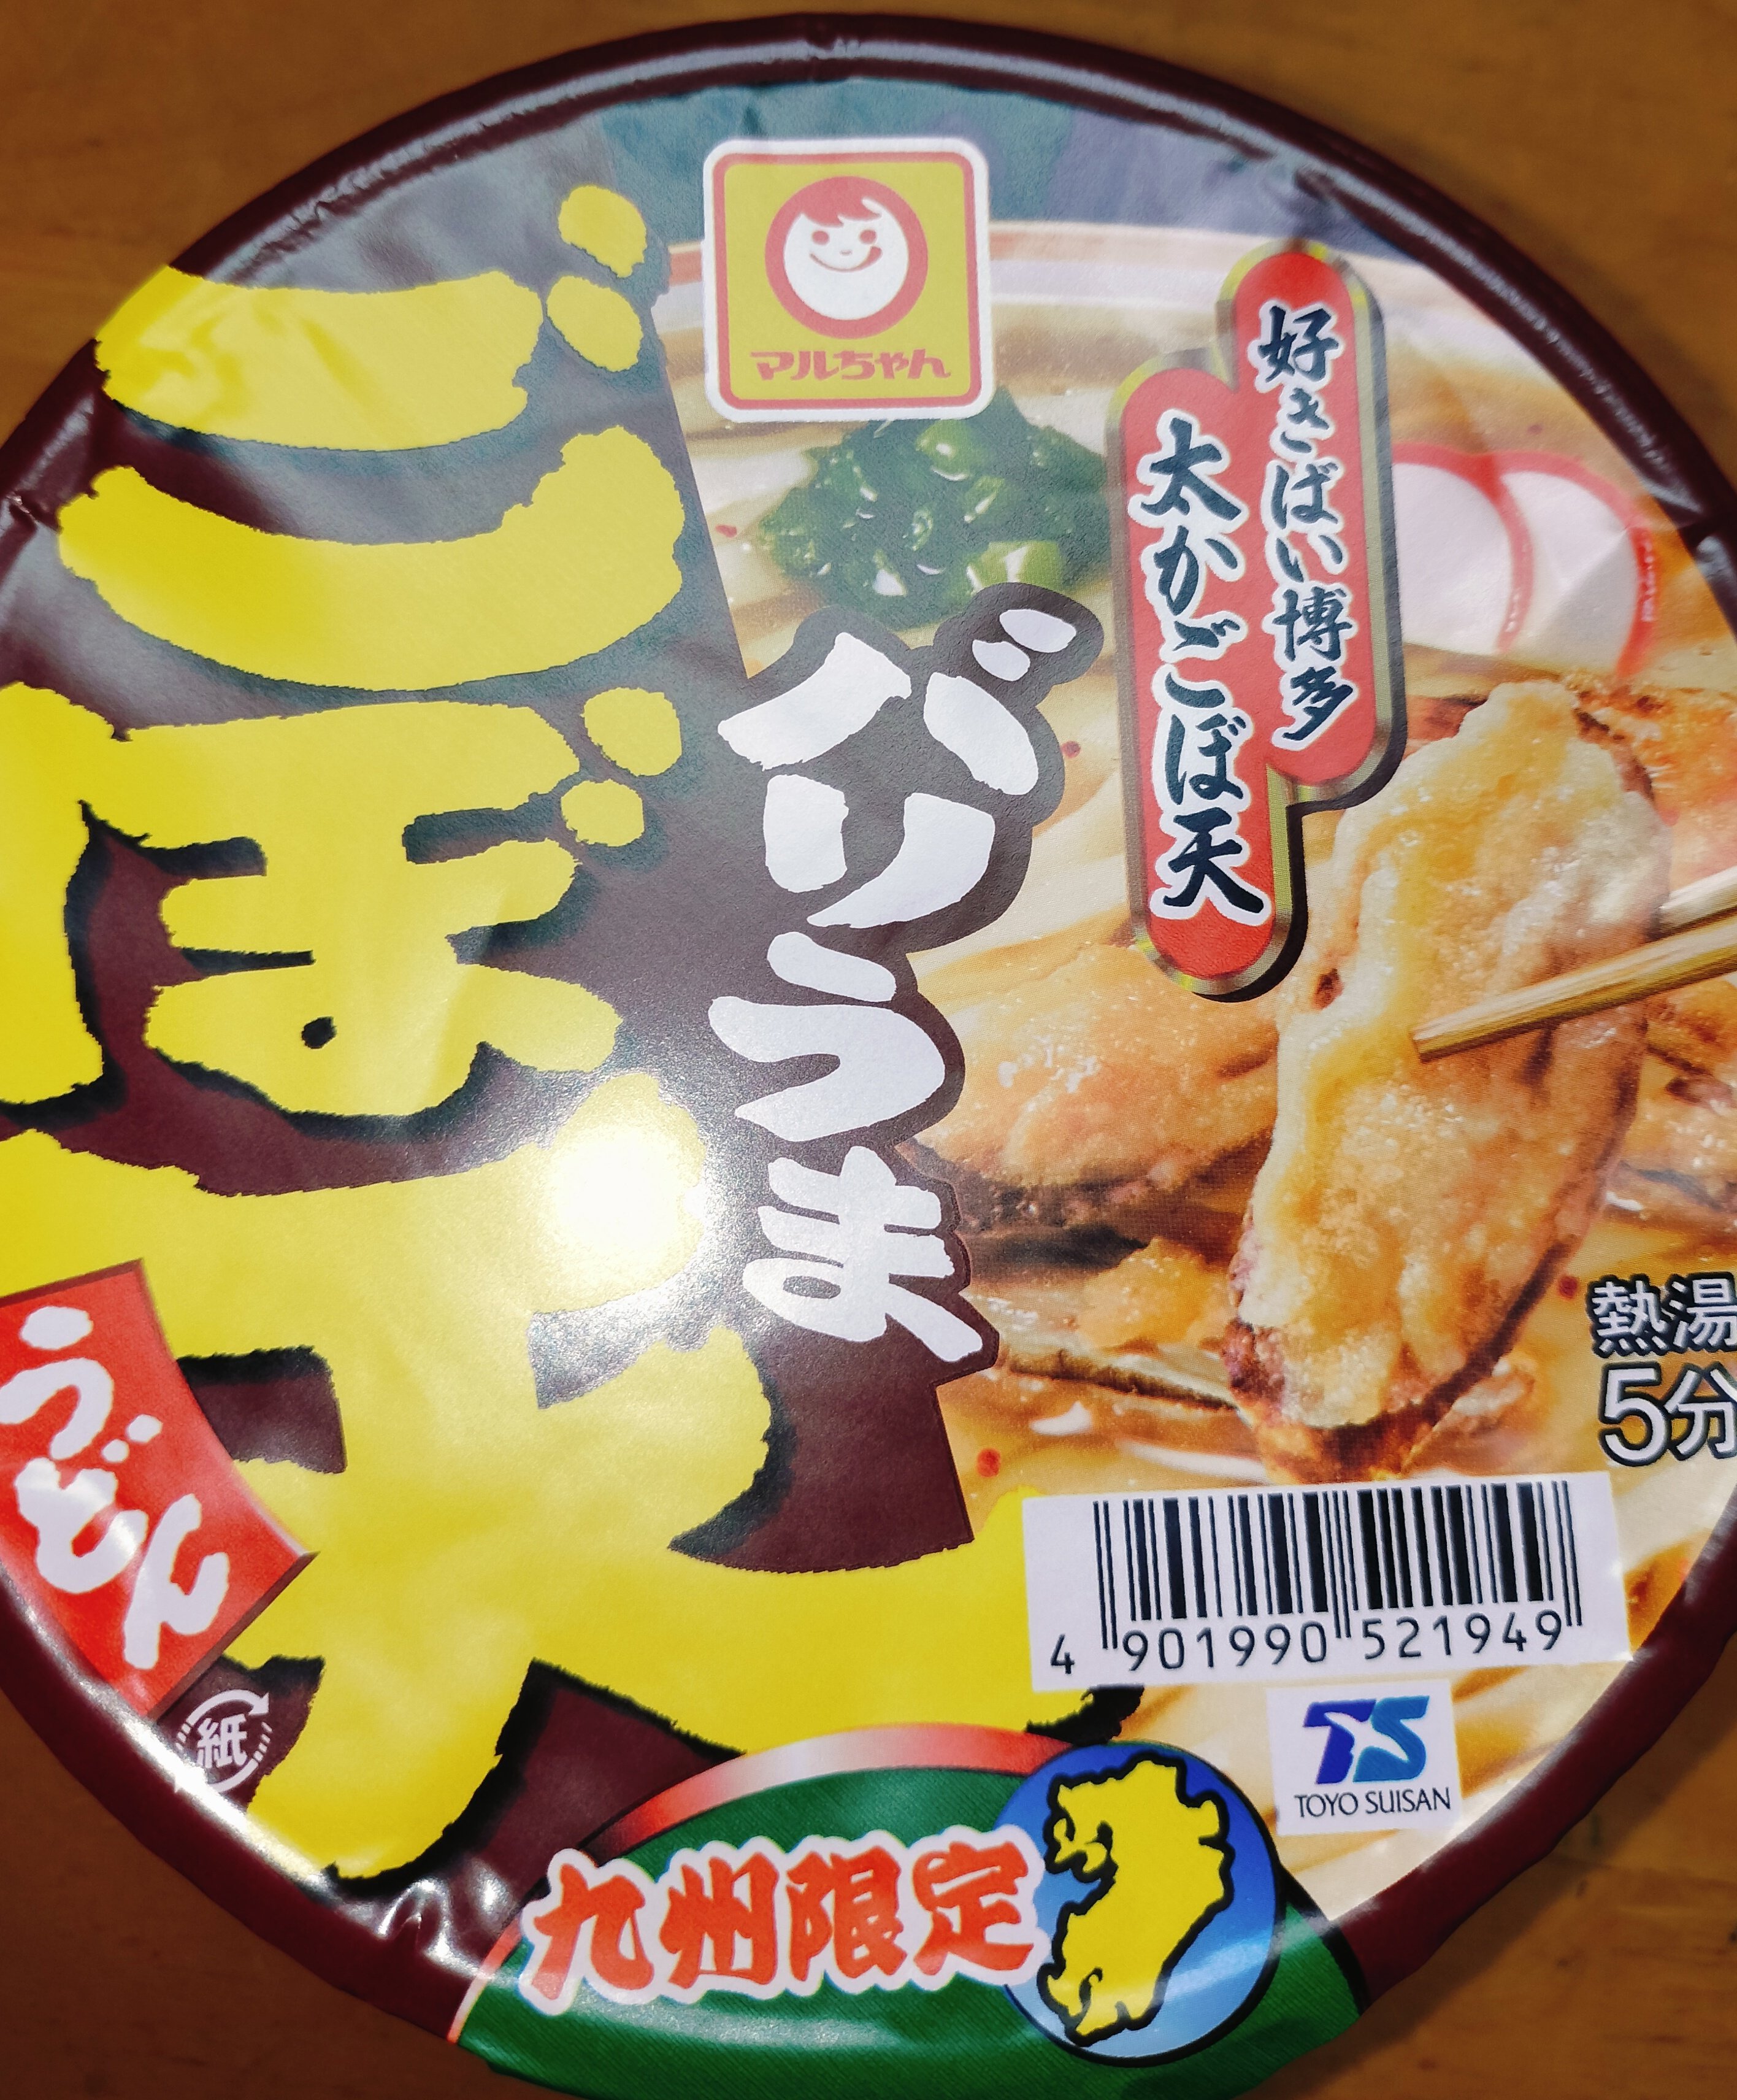 マルちゃん
好きばい博多
太かごぼ天
バリうま
ごぼ天
うどん
熱湯
5分
4 901990 521949
TS
TOYO SUISAN
紙
九州限定